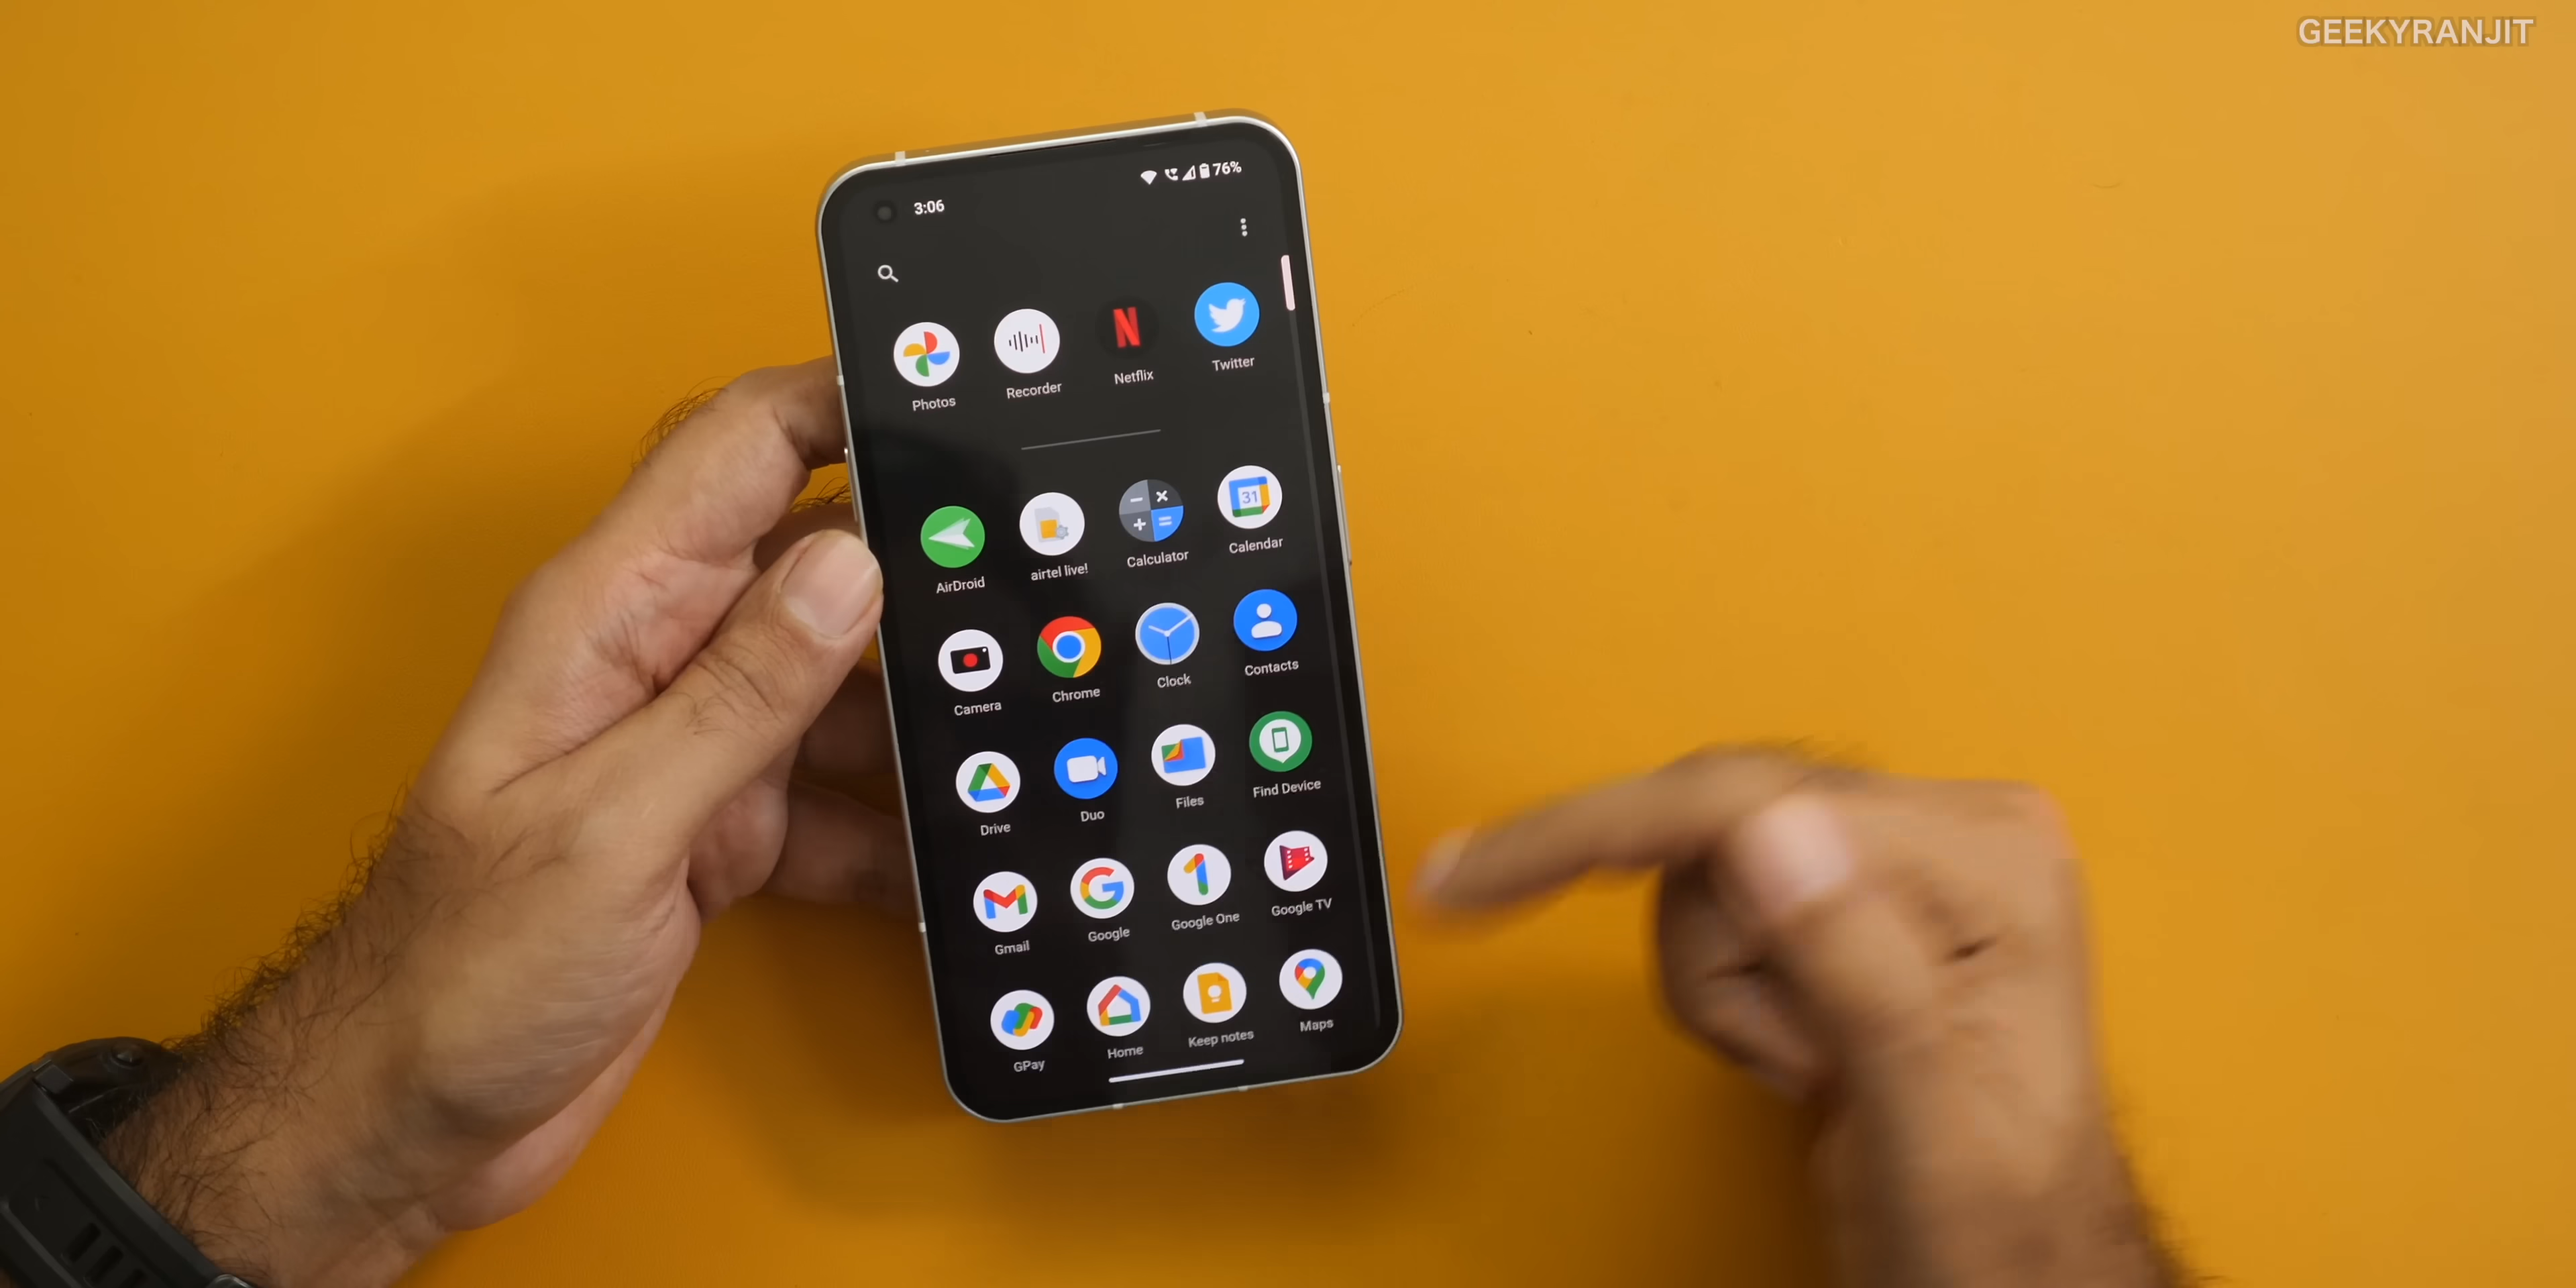 GEEKYRANJIT
3:06
76%
Photos Recorder Netflix Twitter
AirDroid airtel live! Calculator Calendar
31
Camera Chrome Clock Contacts
Drive Duo Files Find Device
Gmail Google Google One Google TV
GPay Home Keep notes Maps